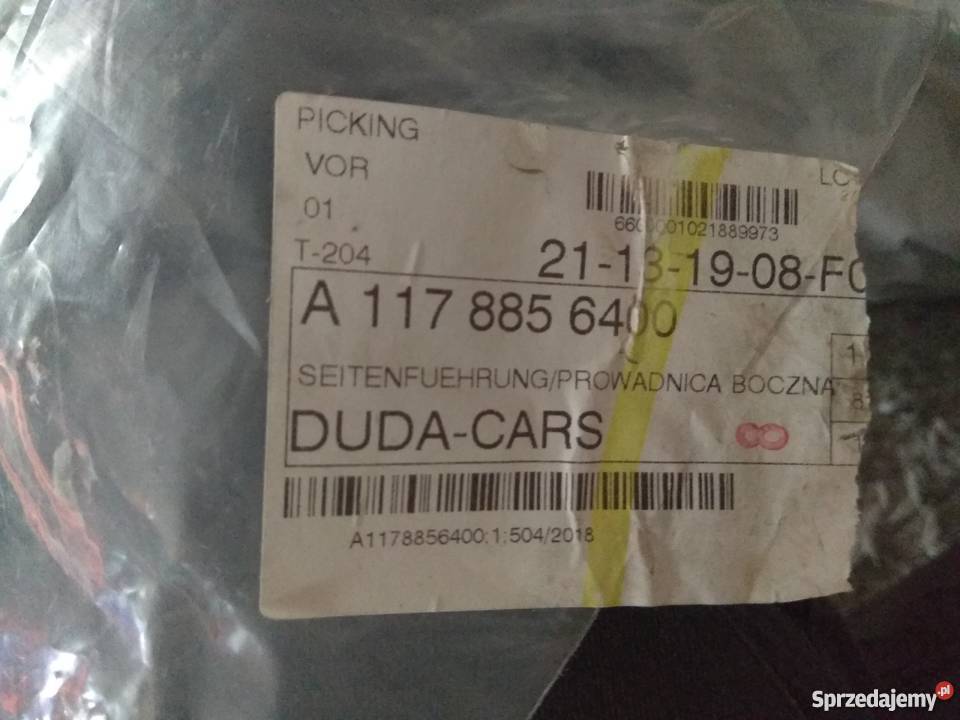 PICKING
VOR
01
T-204
LC
21-13-19-08-F
A 117 885 6400
SEITENFUEHRUNG/PROWADNICA BOCZNA
DUDA-CARS
A1178856400:1:504/2018
Sprzedajemy.pl